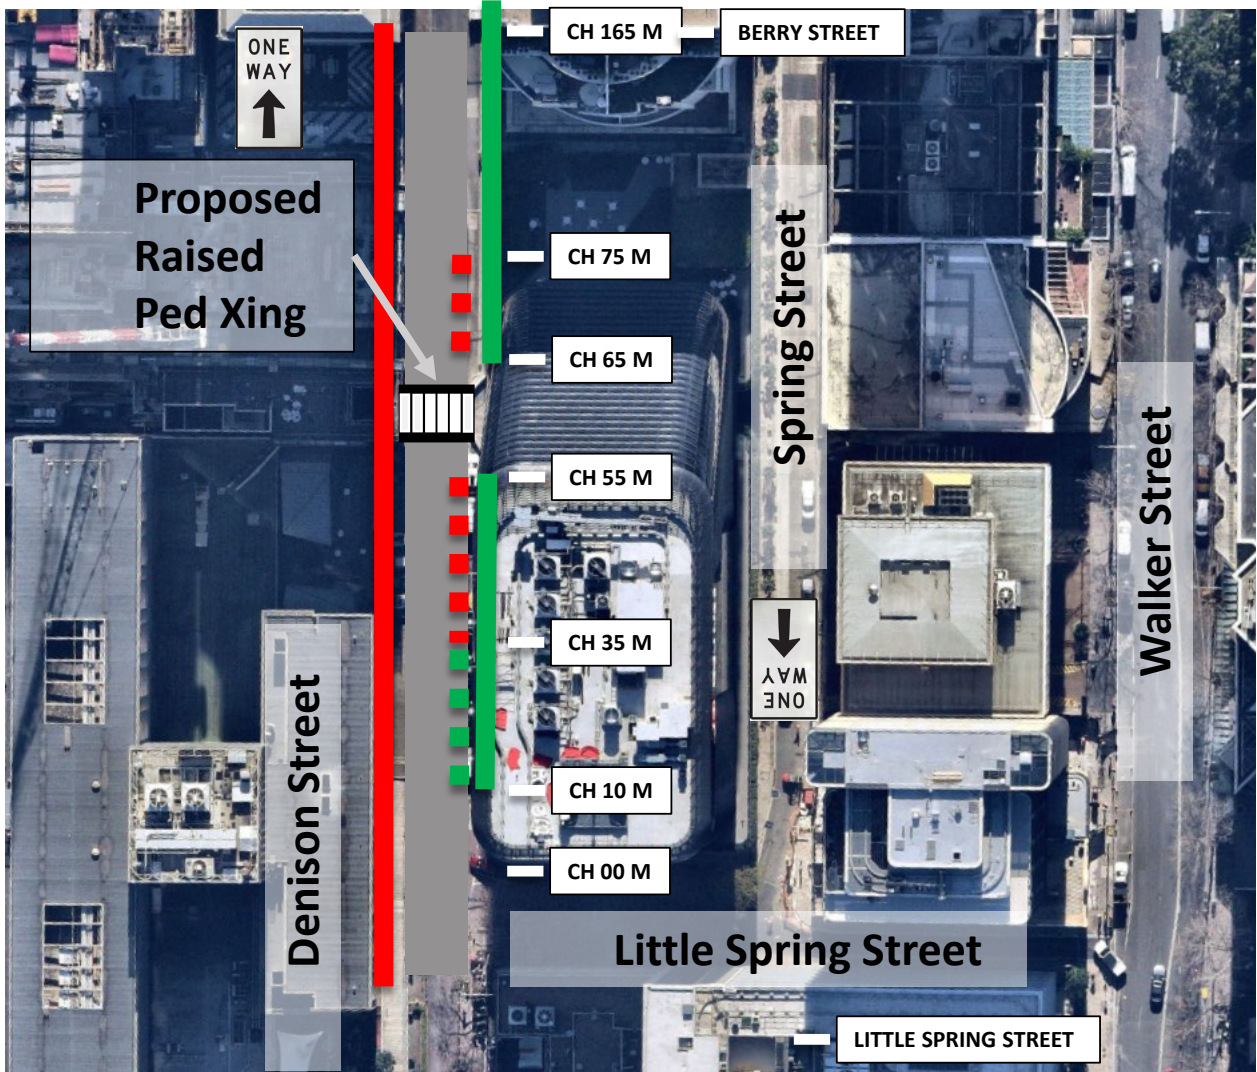 CH 165 M
BERRY STREET
ONE
WAY
Proposed
Raised
Ped Xing
CH 75 M
CH 65 M
Spring Street
CH 55 M
Walker Street
CH 35 M
ONE
WAY
Denison Street
CH 10 M
CH 00 M
Little Spring Street
LITTLE SPRING STREET